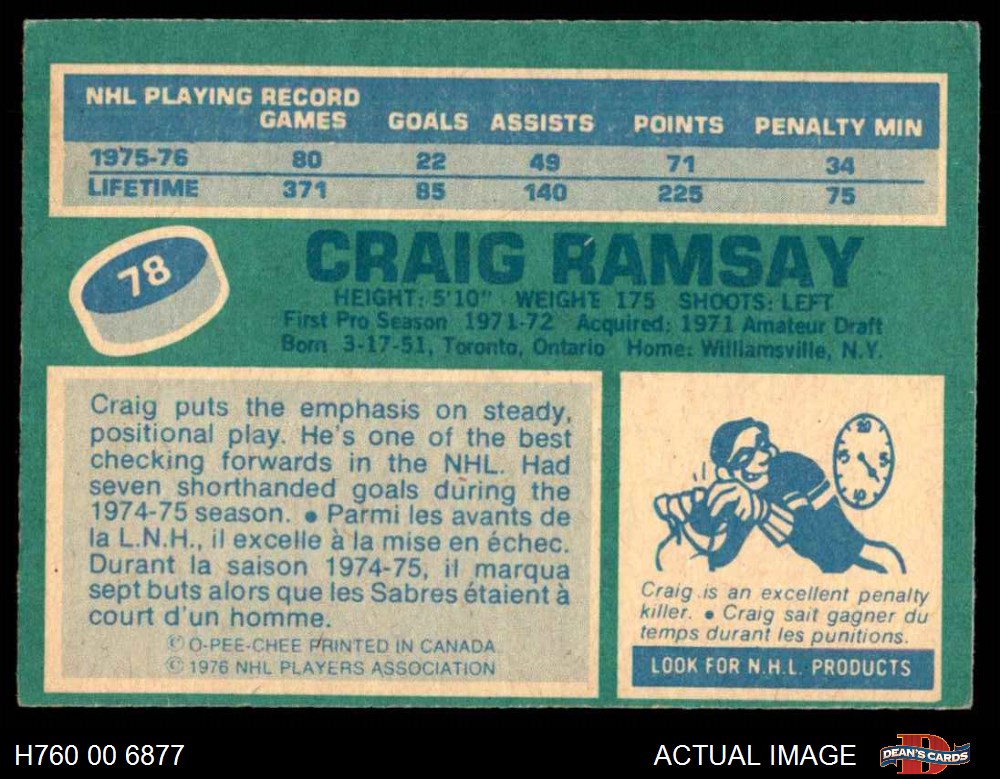 NHL PLAYING RECORD
GAMES GOALS ASSISTS POINTS PENALTY MIN
1975-76 80 22 49 71 34
LIFETIME 371 85 140 225 75
78
CRAIG RAMSAY
HEIGHT: 5'10" WEIGHT 175 SHOOTS: LEFT
First Pro Season 1971-72 Acquired: 1971 Amateur Draft
Born 3-17-51, Toronto, Ontario Home: Williamsville, N.Y.
Craig puts the emphasis on steady,
positional play. He's one of the best
checking forwards in the NHL. Had
seven shorthanded goals during the
1974-75 season. • Parmi les avants de
la L.N.H., il excelle à la mise en échec.
Durant la saison 1974-75, il marqua
sept buts alors que les Sabres étaient à
court d'un homme.
© O-PEE-CHEE PRINTED IN CANADA
© 1976 NHL PLAYERS ASSOCIATION
20
5 5
10
Craig is an excellent penalty
killer. • Craig sait gagner du
temps durant les punitions.
LOOK FOR N.H.L. PRODUCTS
H760 00 6877 ACTUAL IMAGE
D
DEAN'S CARDS